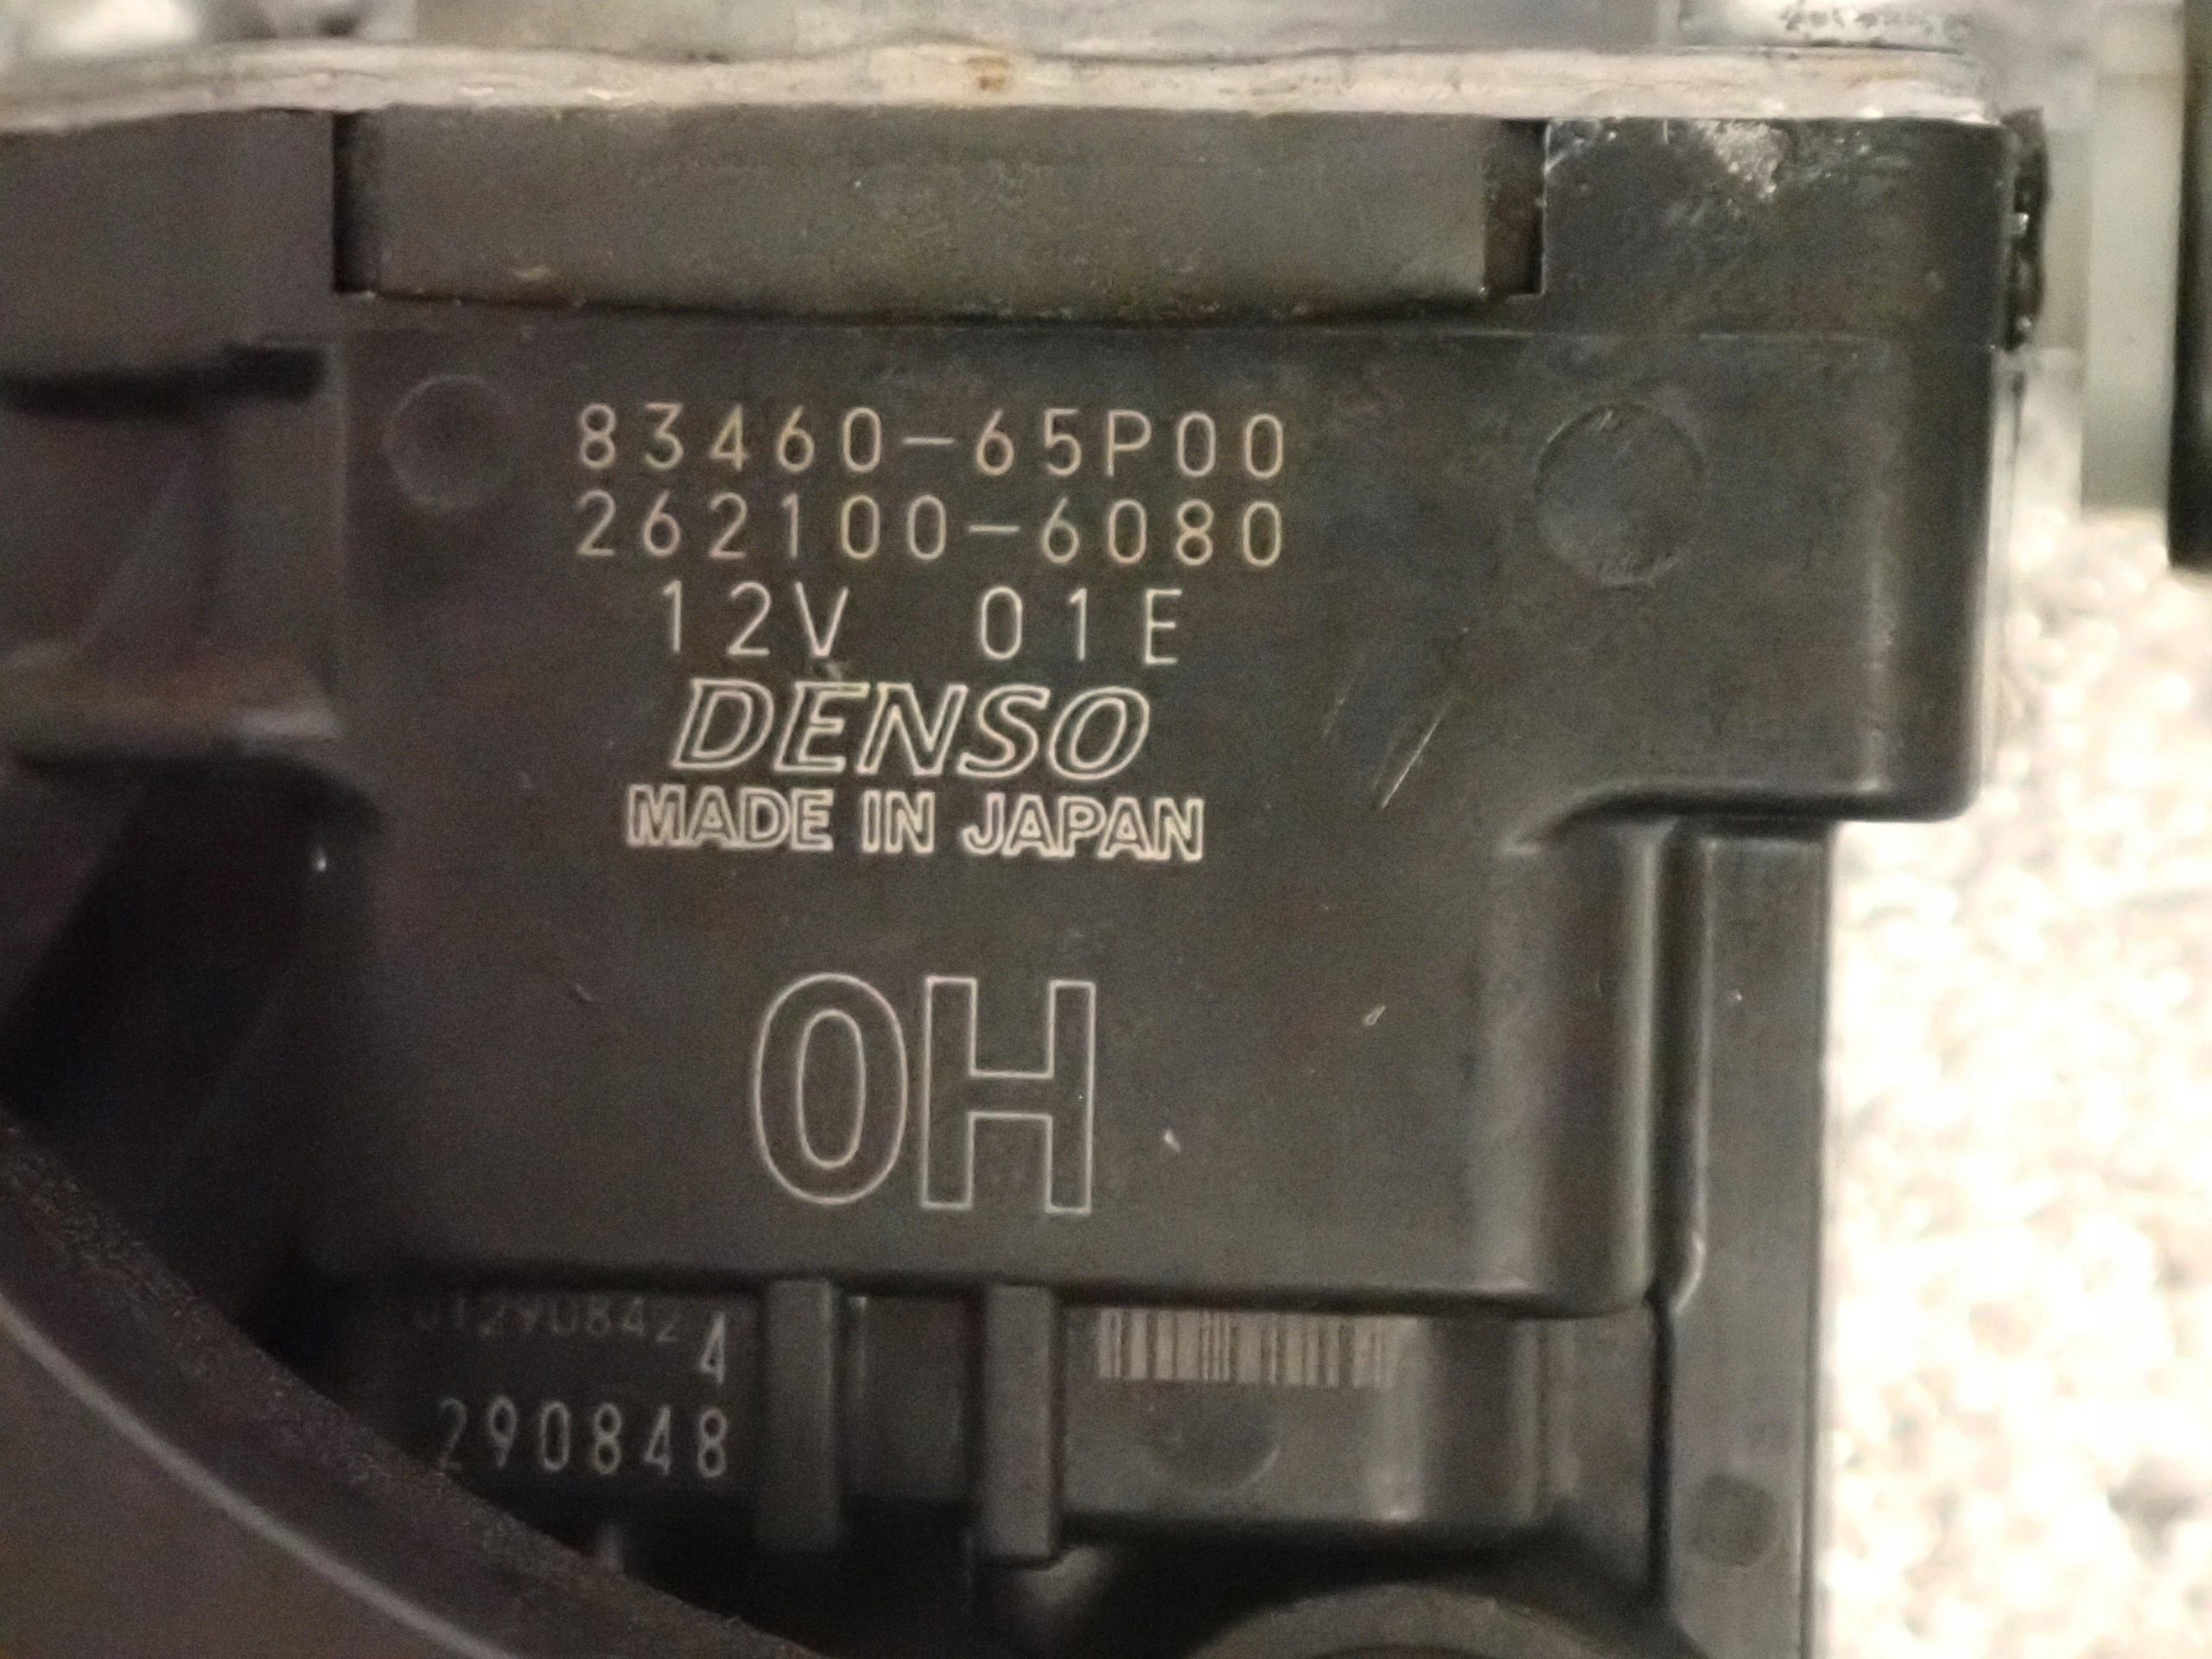 83460-65P00
262100-6080
12V 01E
DENSO
MADE IN JAPAN
0H
4
290848